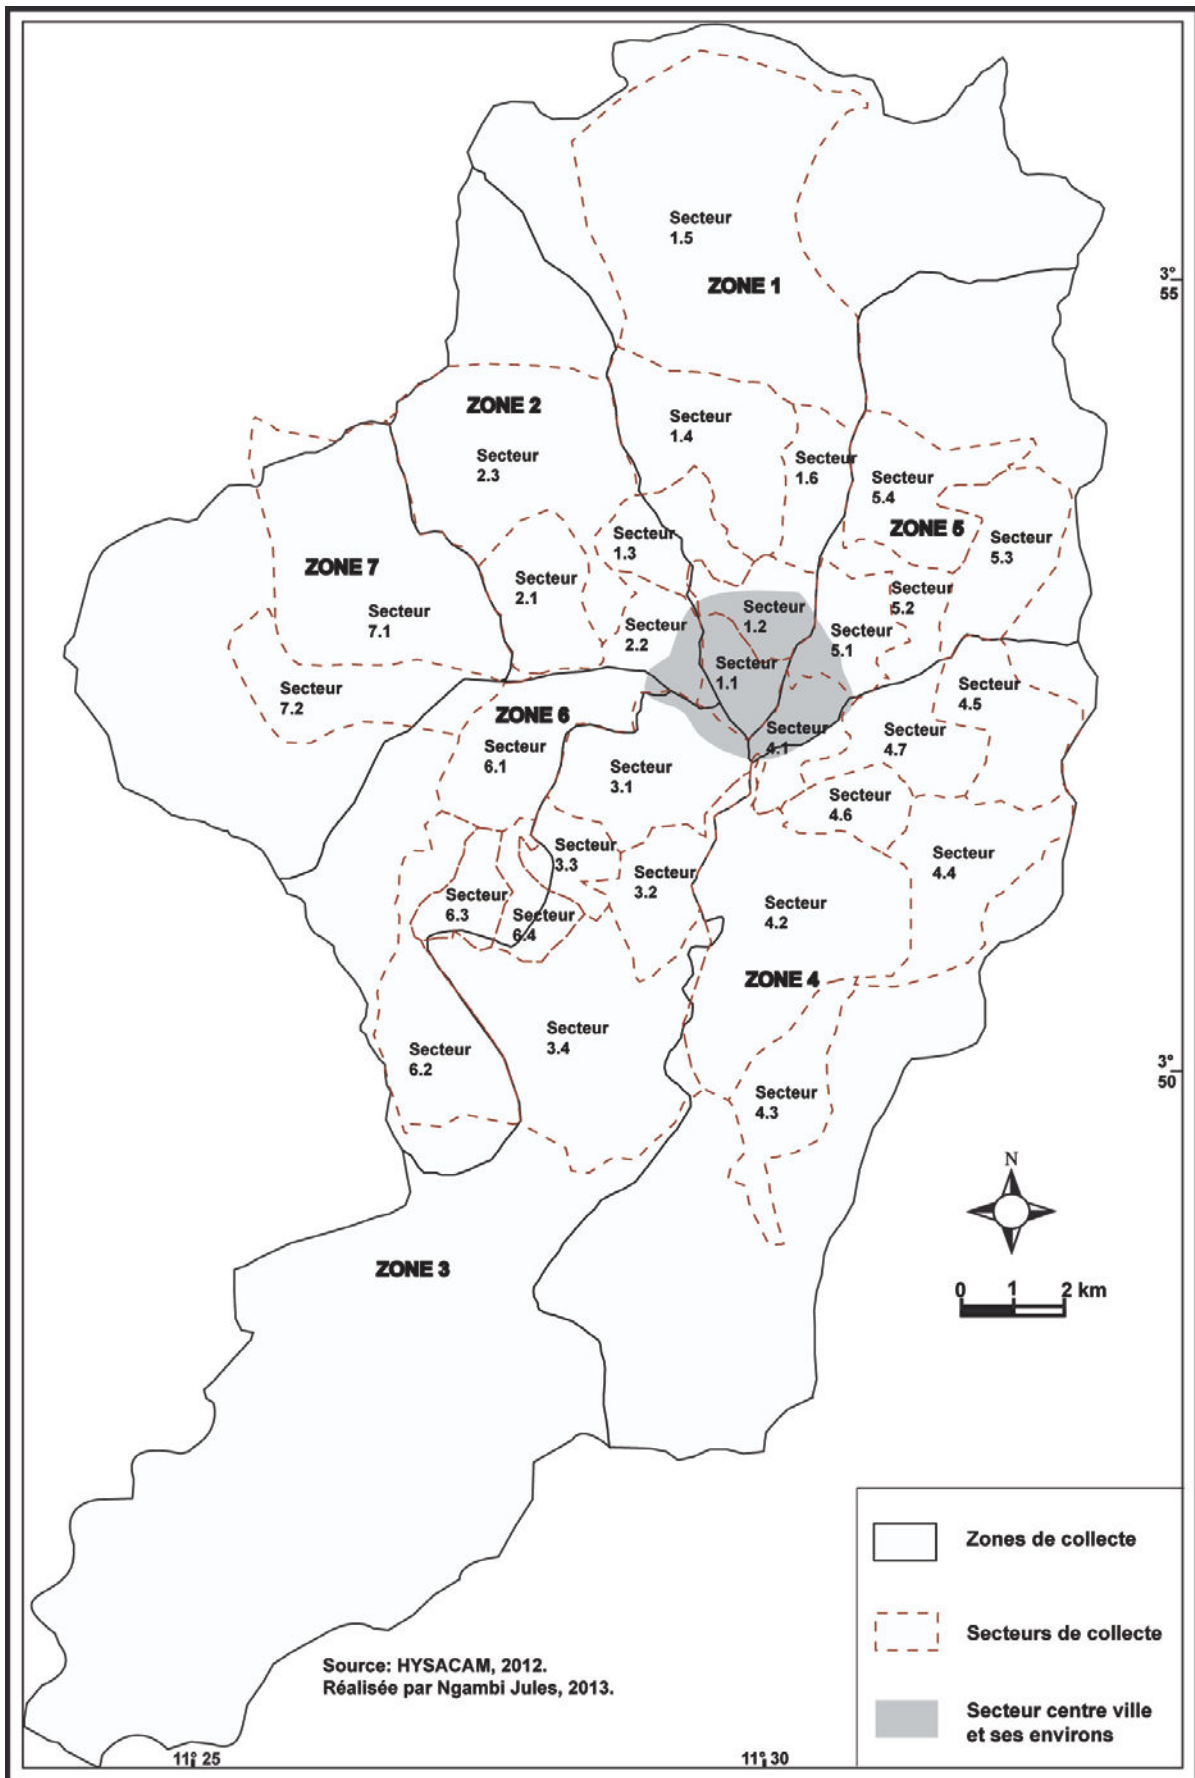 Secteur
1.5
ZONE 1
3°
55
ZONE 2
Secteur
1.4
Secteur
2.3
Secteur
1.6
Secteur
5.4
ZONE 5
Secteur
1.3
Secteur
5.3
ZONE 7
Secteur
2.1
Secteur
5.2
Secteur
7.1
Secteur
1.2
Secteur
2.2
Secteur
5.1
Secteur
1.1
Secteur
7.2
Secteur
4.5
ZONE 6
Secteur
4.1
Secteur
4.7
Secteur
6.1
Secteur
3.1
Secteur
4.6
Secteur
3.3
Secteur
3.2
Secteur
4.4
Secteur
6.3
Secteur
6.4
Secteur
4.2
ZONE 4
Secteur
3.4
Secteur
6.2
3°
50
Secteur
4.3
N
ZONE 3
0 1 2 km
Zones de collecte
Secteurs de collecte
Secteur centre ville
et ses environs
Source: HYSACAM, 2012.
Réalisée par Ngambi Jules, 2013.
11° 25
11° 30